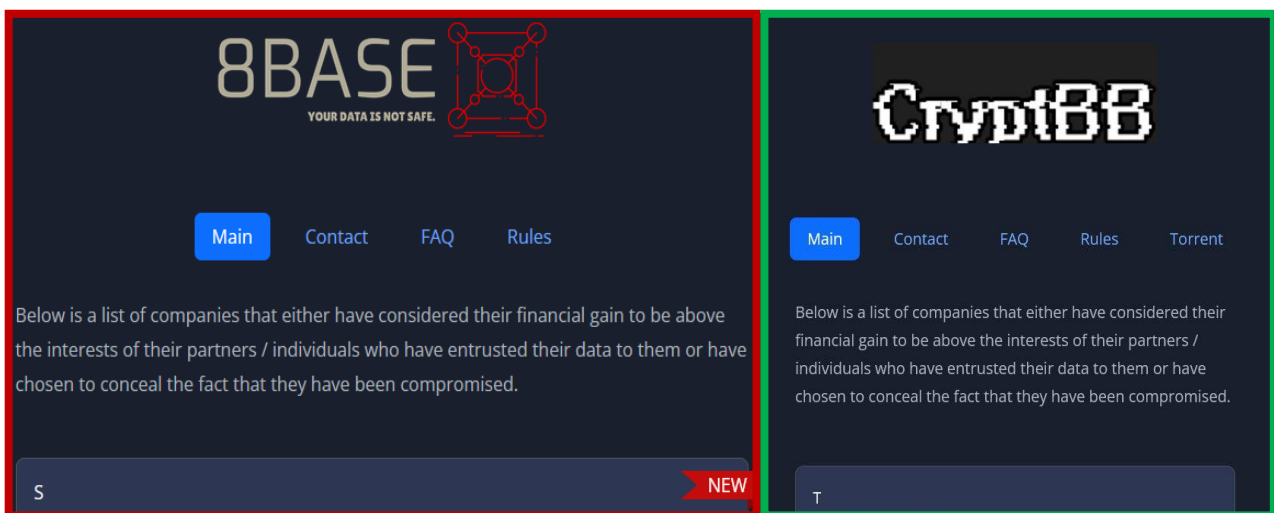 8BASE
YOUR DATA IS NOT SAFE.
Main Contact FAQ Rules
Below is a list of companies that either have considered their financial gain to be above
the interests of their partners / individuals who have entrusted their data to them or have
chosen to conceal the fact that they have been compromised.
S
NEW
CryptBB
Main Contact FAQ Rules Torrent
Below is a list of companies that either have considered their
financial gain to be above the interests of their partners /
individuals who have entrusted their data to them or have
chosen to conceal the fact that they have been compromised.
T